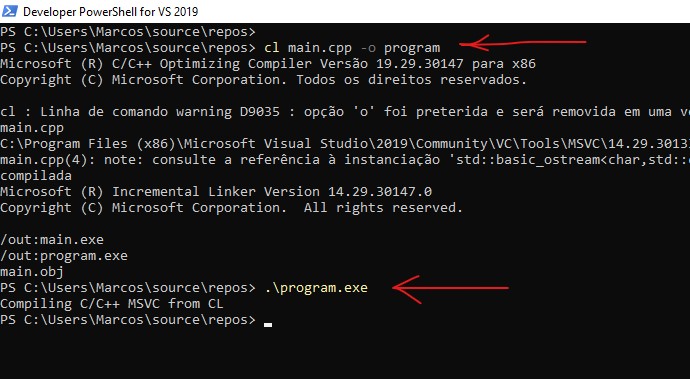 Developer PowerShell for VS 2019
PS C:\Users\Marcos\source\repos>
PS C:\Users\Marcos\source\repos> cl main.cpp -o program
Microsoft (R) C/C++ Optimizing Compiler Versão 19.29.30147 para x86
Copyright (C) Microsoft Corporation. Todos os direitos reservados.
cl : Linha de comando warning D9035 : opção 'o' foi preterida e será removida em uma
main.cpp
C:\Program Files (x86)\Microsoft Visual Studio\2019\Community\VC\Tools\MSVC\14.29.3013
main.cpp(4): note: consulte a referência à instanciação 'std::basic_ostream<char,std::
compilada
Microsoft (R) Incremental Linker Version 14.29.30147.0
Copyright (C) Microsoft Corporation.  All rights reserved.
/out:main.exe
/out:program.exe
main.obj
PS C:\Users\Marcos\source\repos> .\program.exe
Compiling C/C++ MSVC from CL
PS C:\Users\Marcos\source\repos>